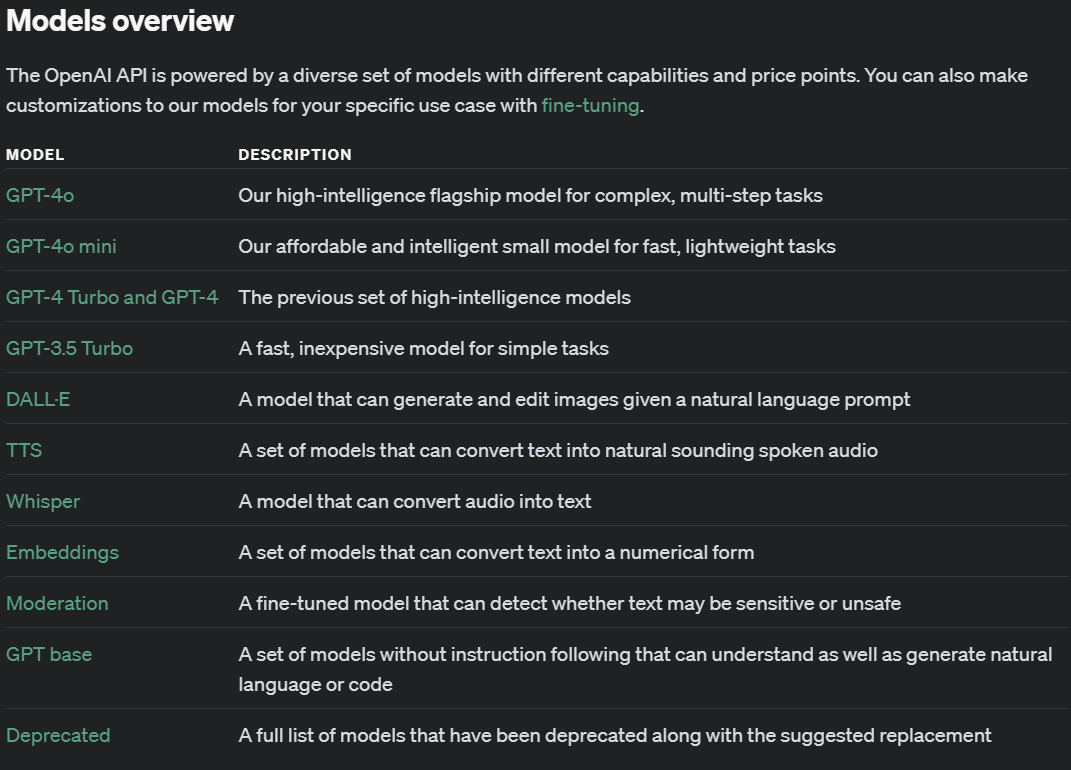 Models overview
The OpenAI API is powered by a diverse set of models with different capabilities and price points. You can also make
customizations to our models for your specific use case with fine-tuning.
MODEL DESCRIPTION
GPT-4o Our high-intelligence flagship model for complex, multi-step tasks
GPT-4o mini Our affordable and intelligent small model for fast, lightweight tasks
GPT-4 Turbo and GPT-4 The previous set of high-intelligence models
GPT-3.5 Turbo A fast, inexpensive model for simple tasks
DALL·E A model that can generate and edit images given a natural language prompt
TTS A set of models that can convert text into natural sounding spoken audio
Whisper A model that can convert audio into text
Embeddings A set of models that can convert text into a numerical form
Moderation A fine-tuned model that can detect whether text may be sensitive or unsafe
GPT base A set of models without instruction following that can understand as well as generate natural
language or code
Deprecated A full list of models that have been deprecated along with the suggested replacement